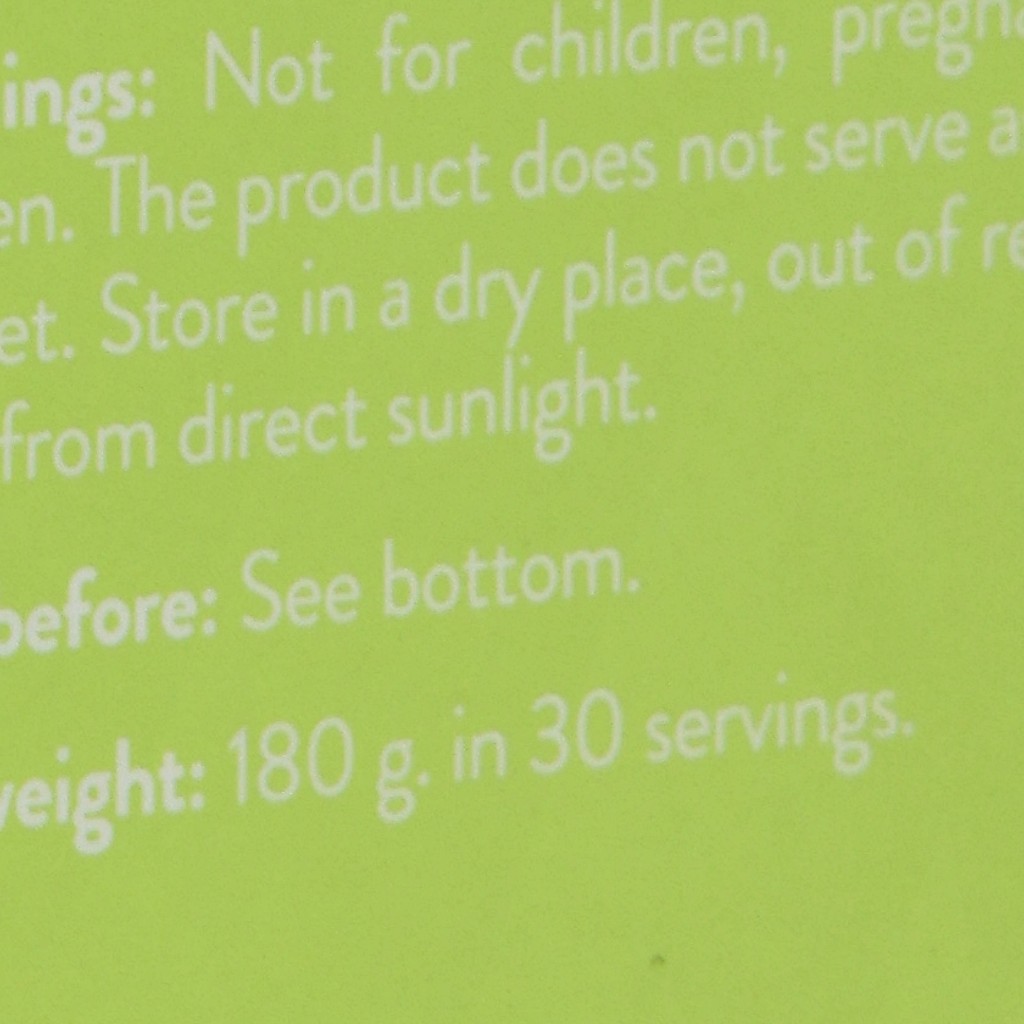 ings: Not for children, pregna
en. The product does not serve a
et. Store in a dry place, out of re
from direct sunlight.
before: See bottom.
weight: 180 g. in 30 servings.